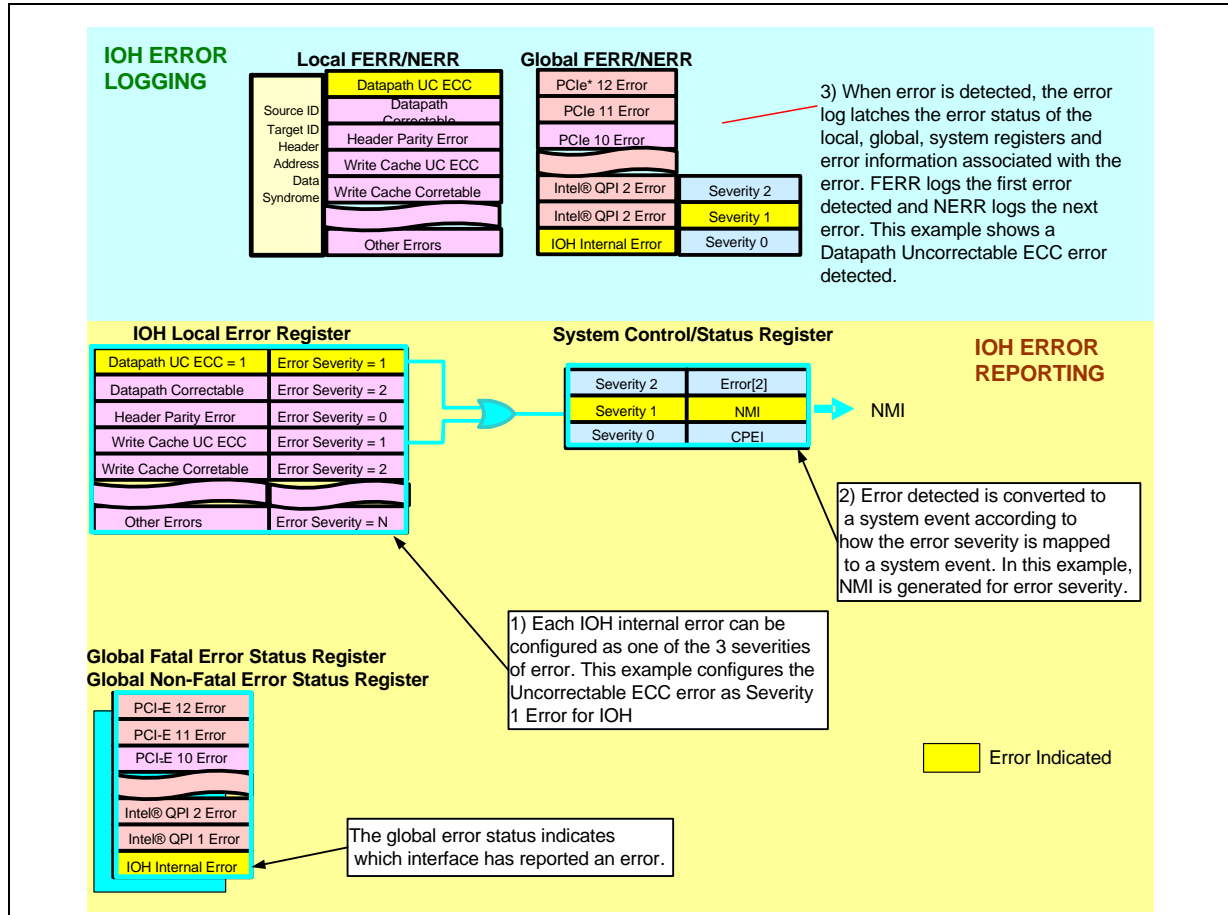 IOH ERROR
LOGGING
Local FERR/NERR
Datapath UC ECC
Datapath
Correctable
Header Parity Error
Write Cache UC ECC
Write Cache Corretable
Other Errors
Source ID
Target ID
Header
Address
Data
Syndrome
Global FERR/NERR
PCIe* 12 Error
PCIe 11 Error
PCIe 10 Error
Intel® QPI 2 Error
Intel® QPI 2 Error
IOH Internal Error
Severity 2
Severity 1
Severity 0
3) When error is detected, the error
log latches the error status of the
local, global, system registers and
error information associated with the
error. FERR logs the first error
detected and NERR logs the next
error. This example shows a
Datapath Uncorrectable ECC error
detected.
IOH Local Error Register
Datapath UC ECC = 1 Error Severity = 1
Datapath Correctable Error Severity = 2
Header Parity Error Error Severity = 0
Write Cache UC ECC Error Severity = 1
Write Cache Corretable Error Severity = 2
Other Errors Error Severity = N
System Control/Status Register
Severity 2 Error[2]
Severity 1 NMI
Severity 0 CPEI
NMI
IOH ERROR
REPORTING
2) Error detected is converted to
a system event according to
how the error severity is mapped
to a system event. In this example,
NMI is generated for error severity.
1) Each IOH internal error can be
configured as one of the 3 severities
of error. This example configures the
Uncorrectable ECC error as Severity
1 Error for IOH
Global Fatal Error Status Register
Global Non-Fatal Error Status Register
PCI-E 12 Error
PCI-E 11 Error
PCI-E 10 Error
Intel® QPI 2 Error
Intel® QPI 1 Error
IOH Internal Error
The global error status indicates
which interface has reported an error.
Error Indicated